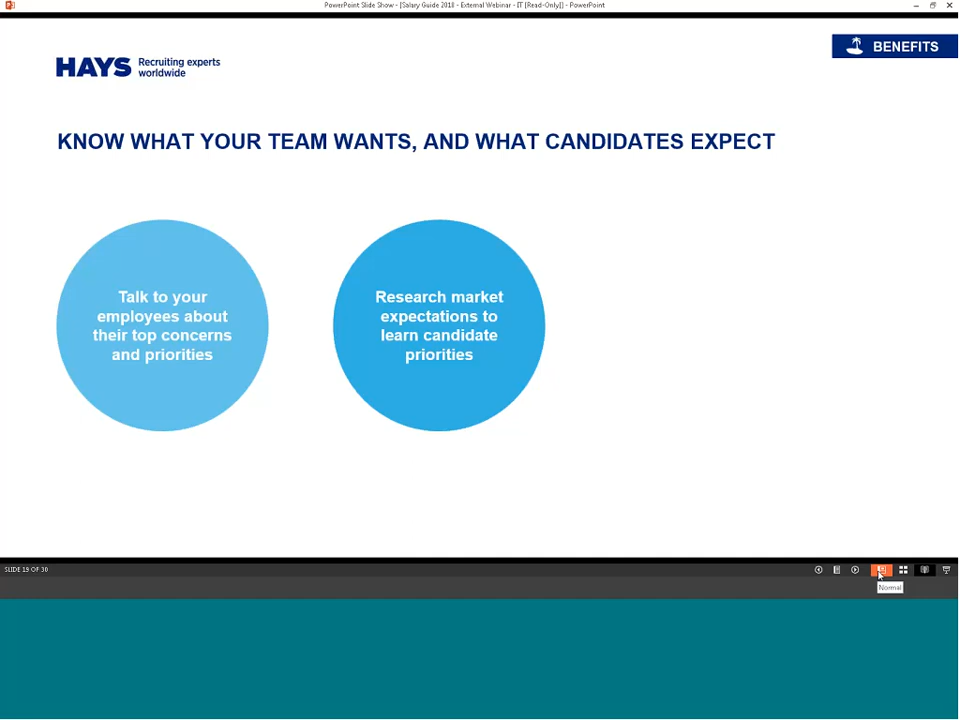 PowerPoint Slide Show - [Salary Guide 2018 - External Webinar - IT [Read-Only]] - PowerPoint
BENEFITS
HAYS Recruiting experts
worldwide
KNOW WHAT YOUR TEAM WANTS, AND WHAT CANDIDATES EXPECT
Talk to your
employees about
their top concerns
and priorities
Research market
expectations to
learn candidate
priorities
SLIDE 19 OF 30
Normal